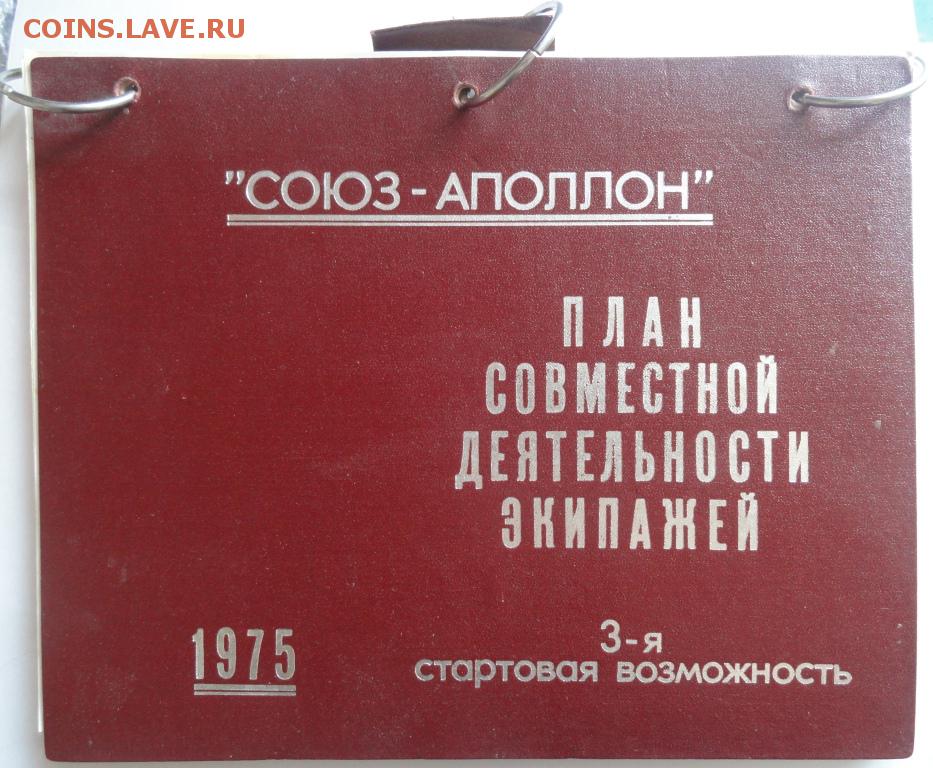 COINS.LAVE.RU
"СОЮЗ-АПОЛЛОН"
ПЛАН
СОВМЕСТНОЙ
ДЕЯТЕЛЬНОСТИ
ЭКИПАЖЕЙ
1975
3-я
стартовая возможность